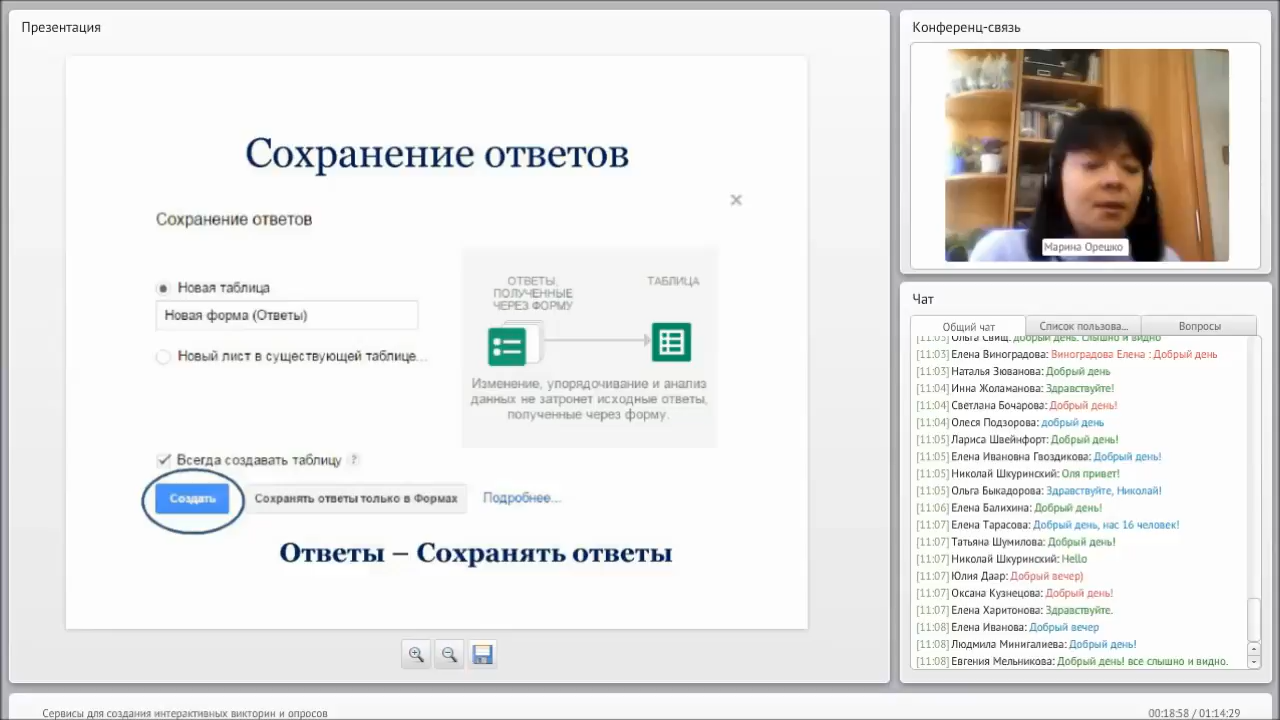 Презентация
Сохранение ответов
Сохранение ответов
Новая таблица
Новая форма (Ответы)
Новый лист в существующей таблице...
ОТВЕТЫ,
ПОЛУЧЕННЫЕ
ЧЕРЕЗ ФОРМУ
ТАБЛИЦА
Изменение, упорядочивание и анализ
данных не затронет исходные ответы,
полученные через форму.
Всегда создавать таблицу ?
Создать
Сохранять ответы только в Формах
Подробнее...
Ответы – Сохранять ответы
Конференц-связь
Марина Орешко
Чат
Общий чат
Список пользова...
Вопросы
[11:03] Ольга Свищ: добрый день. слышно и видно
[11:03] Елена Виноградова: Виноградова Елена : Добрый день
[11:03] Наталья Зюванова: Добрый день
[11:04] Инна Жоламанова: Здравствуйте!
[11:04] Светлана Бочарова: Добрый день!
[11:04] Олеся Подзорова: добрый день
[11:05] Лариса Швейнфорт: Добрый день!
[11:05] Елена Ивановна Гвоздикова: Добрый день!
[11:05] Николай Шкуринский: Оля привет!
[11:05] Ольга Быкадорова: Здравствуйте, Николай!
[11:06] Елена Балихина: Добрый день!
[11:07] Елена Тарасова: Добрый день, нас 16 человек!
[11:07] Татьяна Шумилова: Добрый день!
[11:07] Николай Шкуринский: Hello
[11:07] Юлия Даар: Добрый вечер)
[11:07] Оксана Кузнецова: Добрый день!
[11:07] Елена Харитонова: Здравствуйте.
[11:08] Елена Иванова: Добрый вечер
[11:08] Людмила Минигалиева: Добрый день!
[11:08] Евгения Мельникова: Добрый день! все слышно и видно.
Сервисы для создания интерактивных викторин и опросов
00:18:58 / 01:14:29